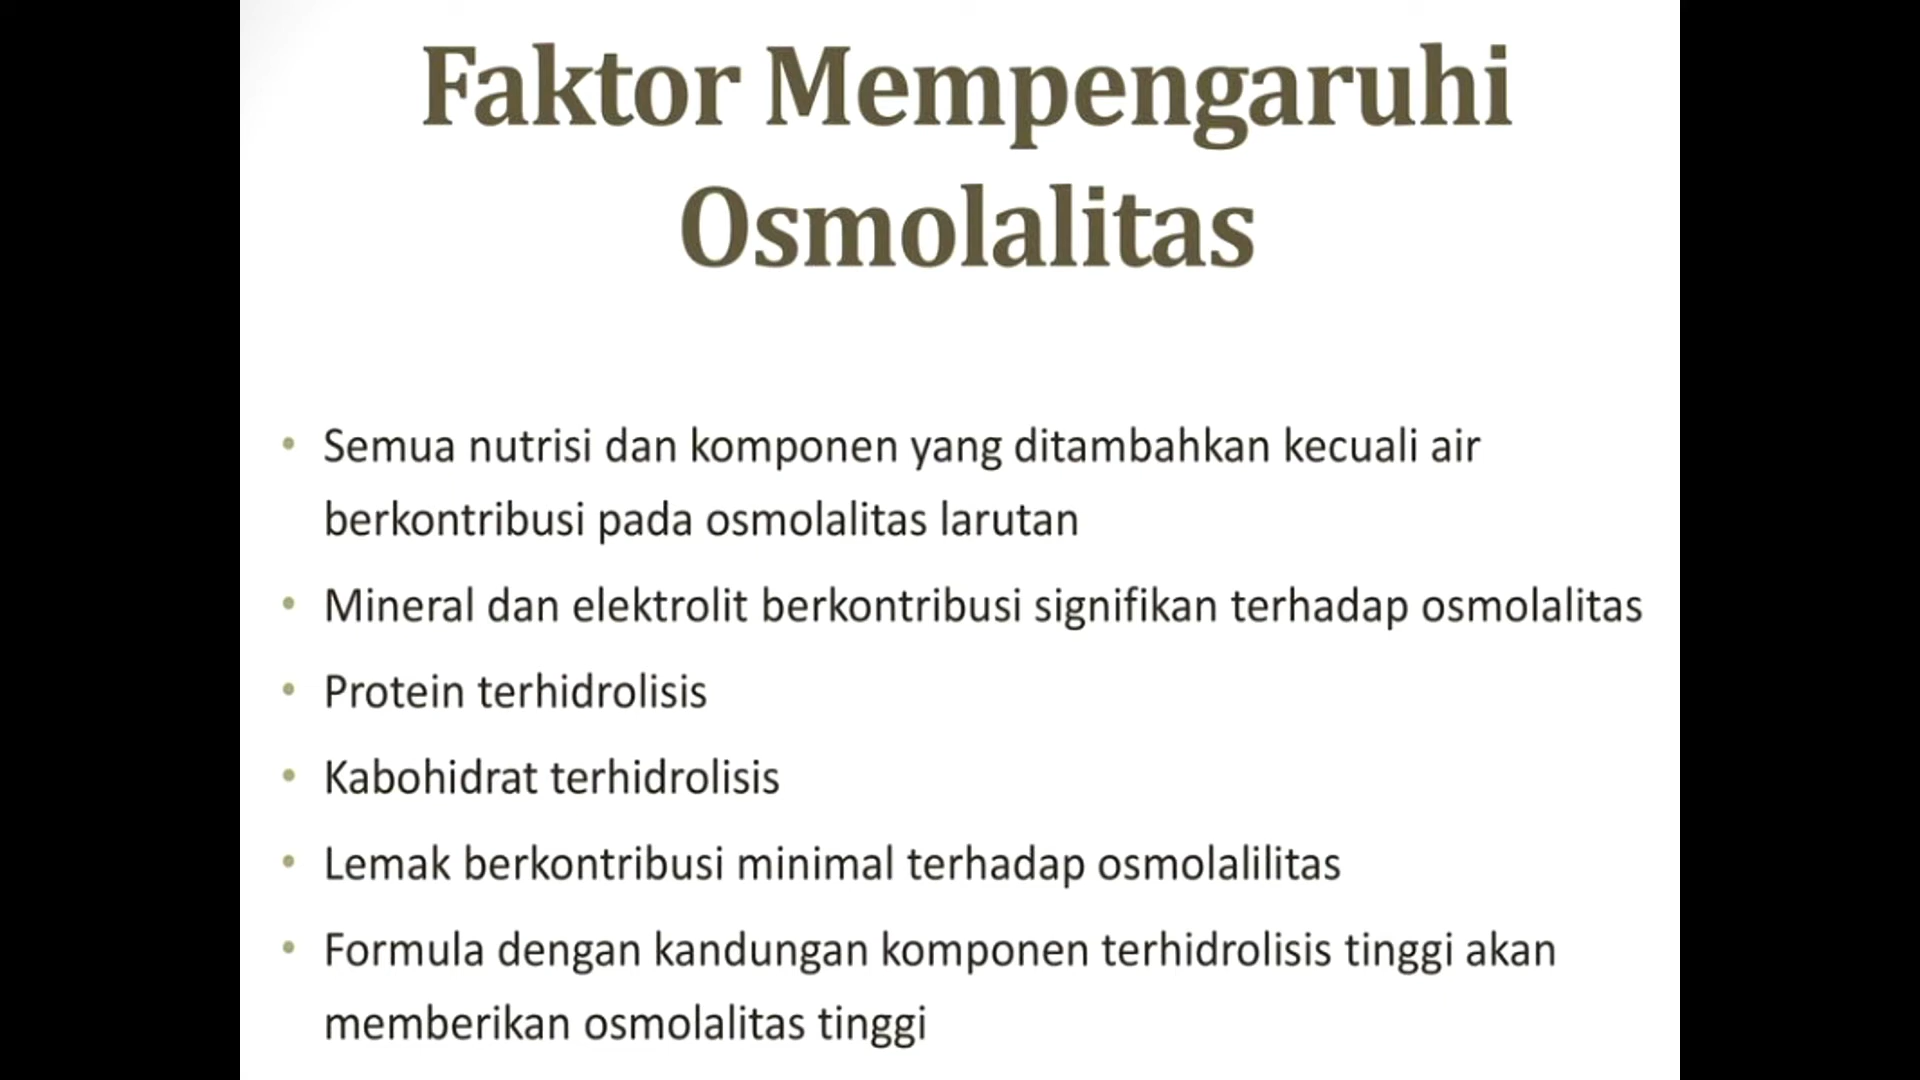 Faktor Mempengaruhi
Osmolalitas
• Semua nutrisi dan komponen yang ditambahkan kecuali air
berkontribusi pada osmolalitas larutan
• Mineral dan elektrolit berkontribusi signifikan terhadap osmolalitas
• Protein terhidrolisis
• Kabohidrat terhidrolisis
• Lemak berkontribusi minimal terhadap osmolalilitas
• Formula dengan kandungan komponen terhidrolisis tinggi akan
memberikan osmolalitas tinggi